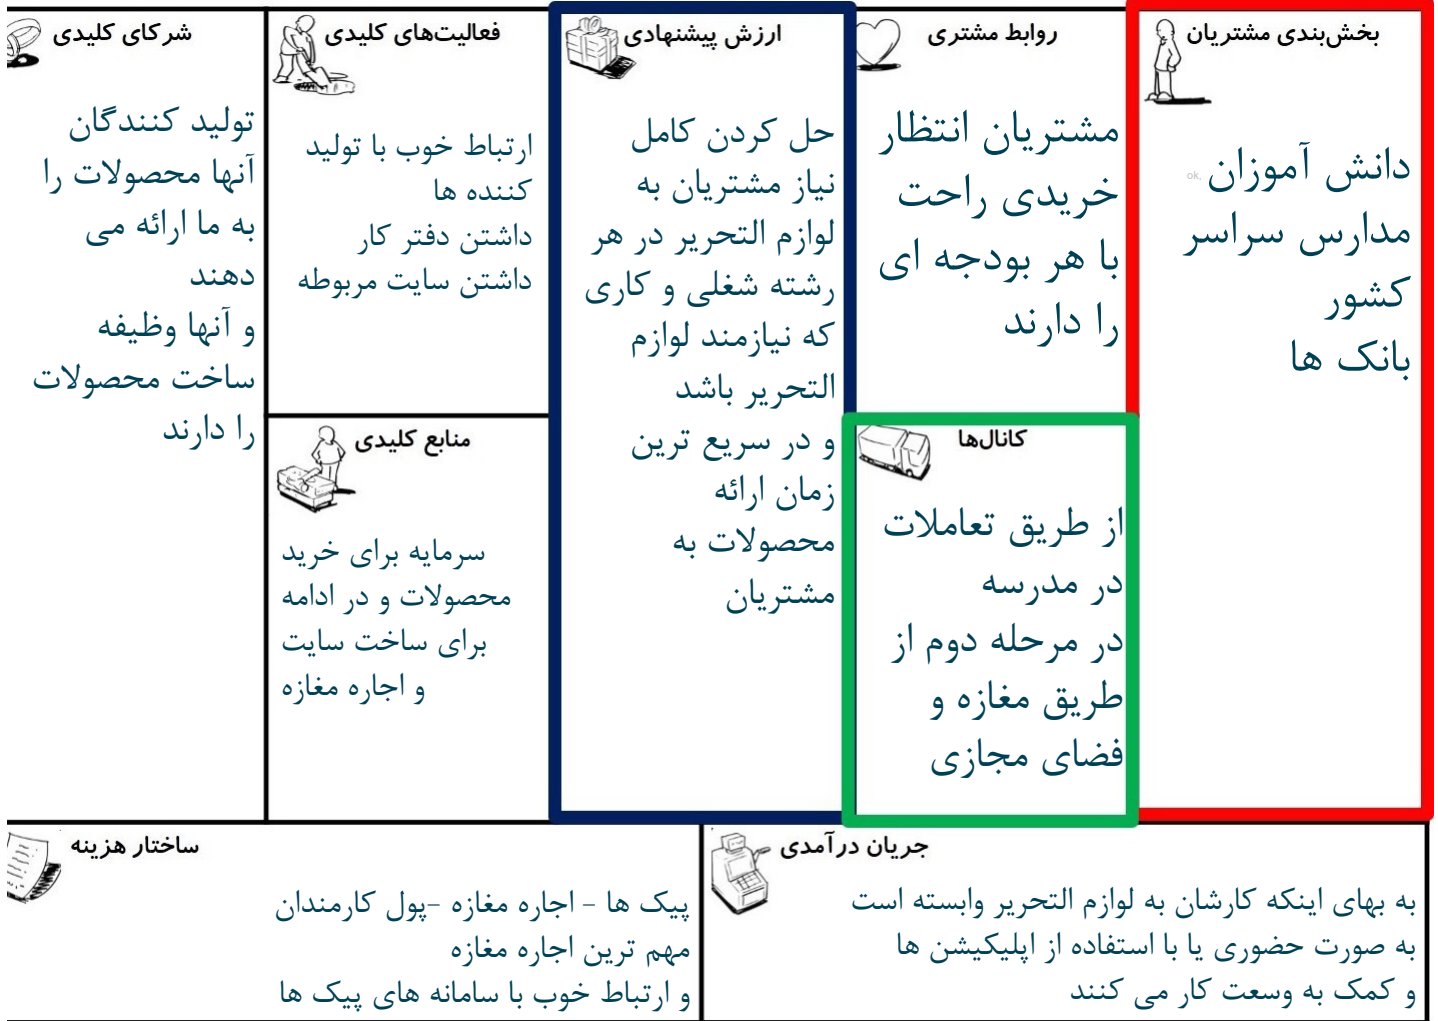 بخش‌بندی مشتریان
دانش آموزان
ok,
مدارس سراسر
کشور
بانک ها
روابط مشتری
مشتریان انتظار
خریدی راحت
با هر بودجه ای
را دارند
کانال‌ها
از طریق تعاملات
در مدرسه
در مرحله دوم از
طریق مغازه و
فضای مجازی
ارزش پیشنهادی
حل کردن کامل
نیاز مشتریان به
لوازم التحریر در هر
رشته شغلی و کاری
که نیازمند لوازم
التحریر باشد
و در سریع ترین
زمان ارائه
محصولات به
مشتریان
فعالیت‌های کلیدی
ارتباط خوب با تولید
کننده ها
داشتن دفتر کار
داشتن سایت مربوطه
منابع کلیدی
سرمایه برای خرید
محصولات و در ادامه
برای ساخت سایت
و اجاره مغازه
شرکای کلیدی
تولید کنندگان
آنها محصولات را
به ما ارائه می
دهند
و آنها وظیفه
ساخت محصولات
را دارند
جریان درآمدی
به بهای اینکه کارشان به لوازم التحریر وابسته است
به صورت حضوری یا با استفاده از اپلیکیشن ها
و کمک به وسعت کار می کنند
ساختار هزینه
پیک ها - اجاره مغازه -پول کارمندان
مهم ترین اجاره مغازه
و ارتباط خوب با سامانه های پیک ها